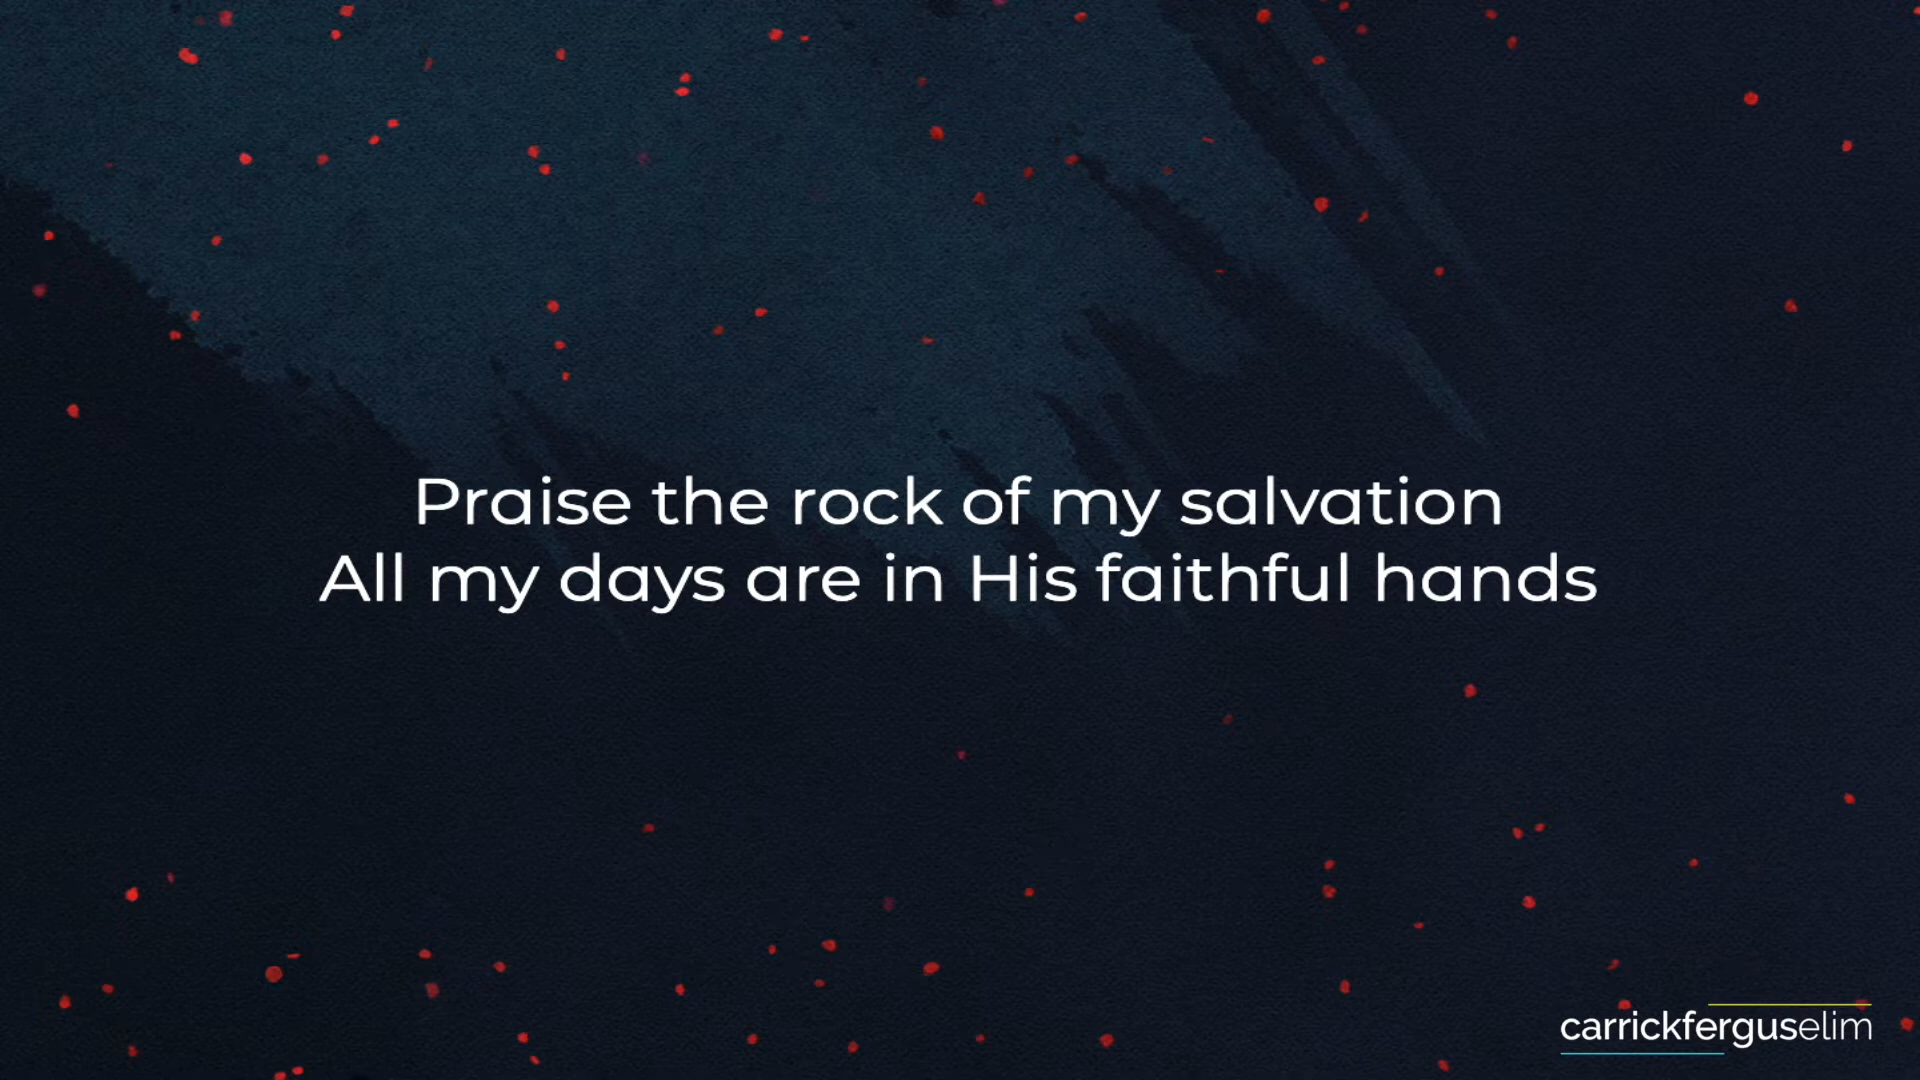 Praise the rock of my salvation
All my days are in His faithful hands
carrickferguselim